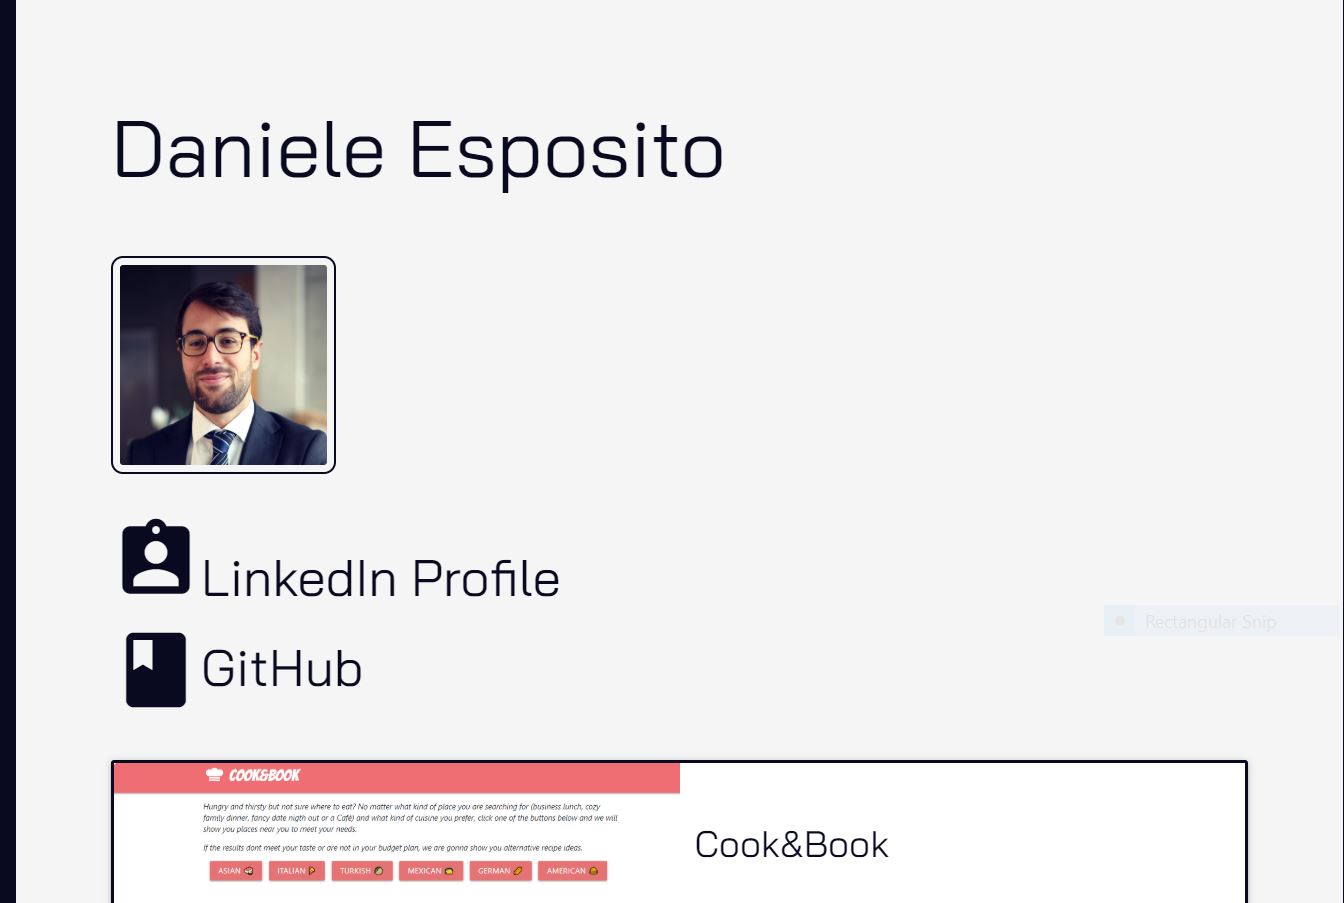 Daniele Esposito
LinkedIn Profile
Rectangular Snip
GitHub
COOK&BOOK
Hungry and thirsty but not sure where to eat? No matter what kind of place you are searching for (business lunch, cozy
family dinner, fancy date nigth out or a Café) and what kind of cuisine you prefer, click one of the buttons below and we will
show you places near you to meet your needs.
If the results dont meet your taste or are not in your budget plan, we are gonna show you alternative recipe ideas.
ASIAN ITALIAN TURKISH MEXICAN GERMAN AMERICAN
Cook&Book